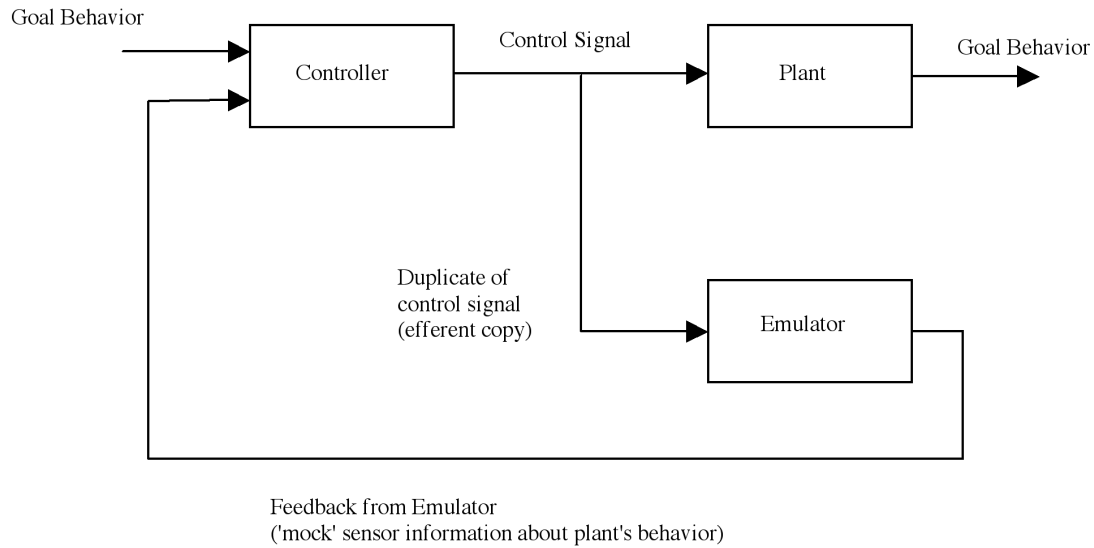 Goal Behavior
Controller
Control Signal
Plant
Goal Behavior
Duplicate of
control signal
(efferent copy)
Emulator
Feedback from Emulator
('mock' sensor information about plant's behavior)